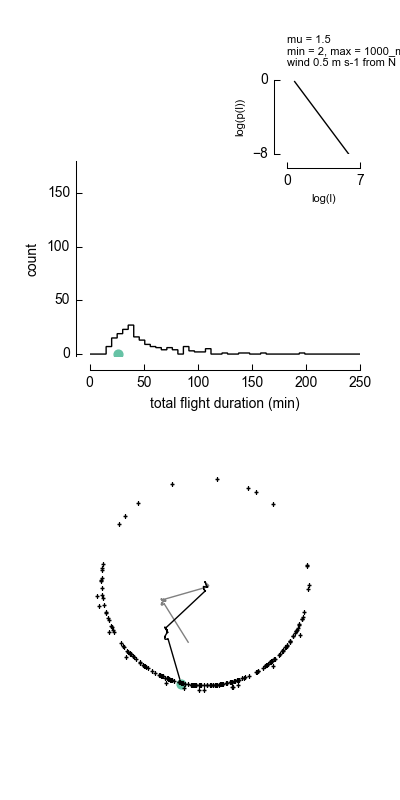 mu = 1.5
min = 2, max = 1000_m
wind 0.5 m s-1 from N
0
log(p(l))
−8
0 7
log(l)
150
100
count
50
0
0 50 100 150 200 250
total flight duration (min)